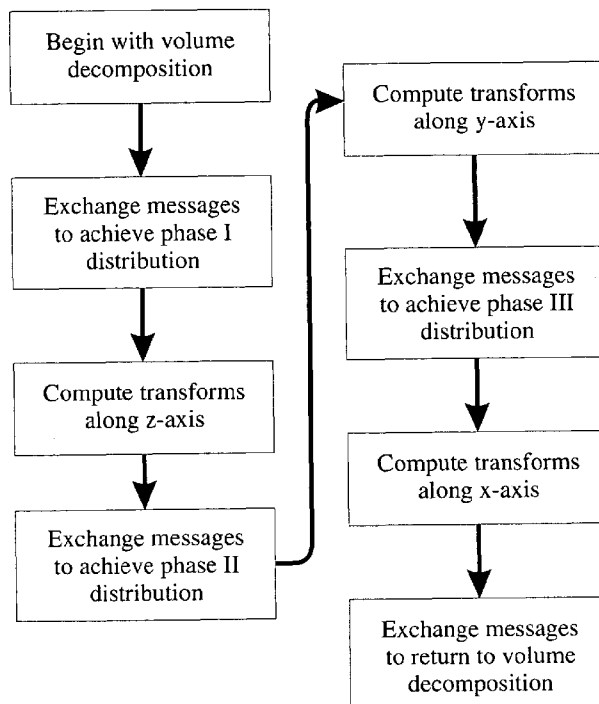 Begin with volume
decomposition
Exchange messages
to achieve phase I
distribution
Compute transforms
along z-axis
Exchange messages
to achieve phase II
distribution
Compute transforms
along y-axis
Exchange messages
to achieve phase III
distribution
Compute transforms
along x-axis
Exchange messages
to return to volume
decomposition